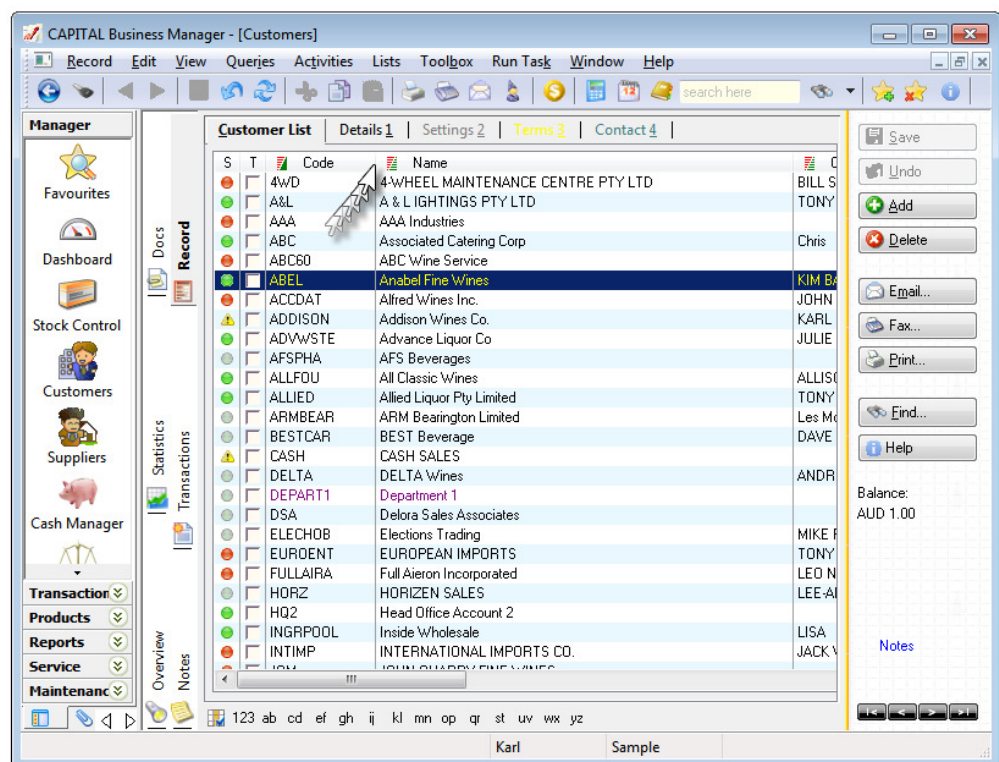 CAPITAL Business Manager - [Customers]
Record Edit View Queries Activities Lists Toolbox Run Task Window Help
12 search here
Manager
Favourites
Dashboard
Stock Control
Customers
Suppliers
Cash Manager
Transaction
Products
Reports
Service
Maintenanc
Docs
Record
Statistics
Transactions
Overview
Notes
Customer List Details 1 Settings 2 Terms 3 Contact 4
S T Code Name
4WD 4-WHEEL MAINTENANCE CENTRE PTY LTD BILL S
A&L A & L IGHTINGS PTY LTD TONY
AAA AAA Industries
ABC Associated Catering Corp Chris
ABC60 ABC Wine Service
ABEL Anabel Fine Wines KIM BA
ACCDAT Alfred Wines Inc. JOHN
ADDISON Addison Wines Co. KARL
ADVWSTE Advance Liquor Co JULIE
AFSPHA AFS Beverages
ALLFOU All Classic Wines ALLISO
ALLIED Allied Liquor Pty Limited TONY
ARMBEAR ARM Bearington Limited Les Mc
BESTCAR BEST Beverage DAVE
CASH CASH SALES
DELTA DELTA Wines ANDR
DEPART1 Department 1
DSA Delora Sales Associates
ELECHOB Elections Trading MIKE
EUROENT EUROPEAN IMPORTS TONY
FULLAIRA Full Aieron Incorporated LEO N
HORZ HORIZEN SALES LEE-A
HQ2 Head Office Account 2
INGRPOOL Inside Wholesale LISA
INTIMP INTERNATIONAL IMPORTS CO. JACK
123 ab cd ef gh ij kl mn op qr st uv wx yz
Save
Undo
Add
Delete
Email...
Fax...
Print...
Find...
Help
Balance:
AUD 1.00
Notes
Karl Sample